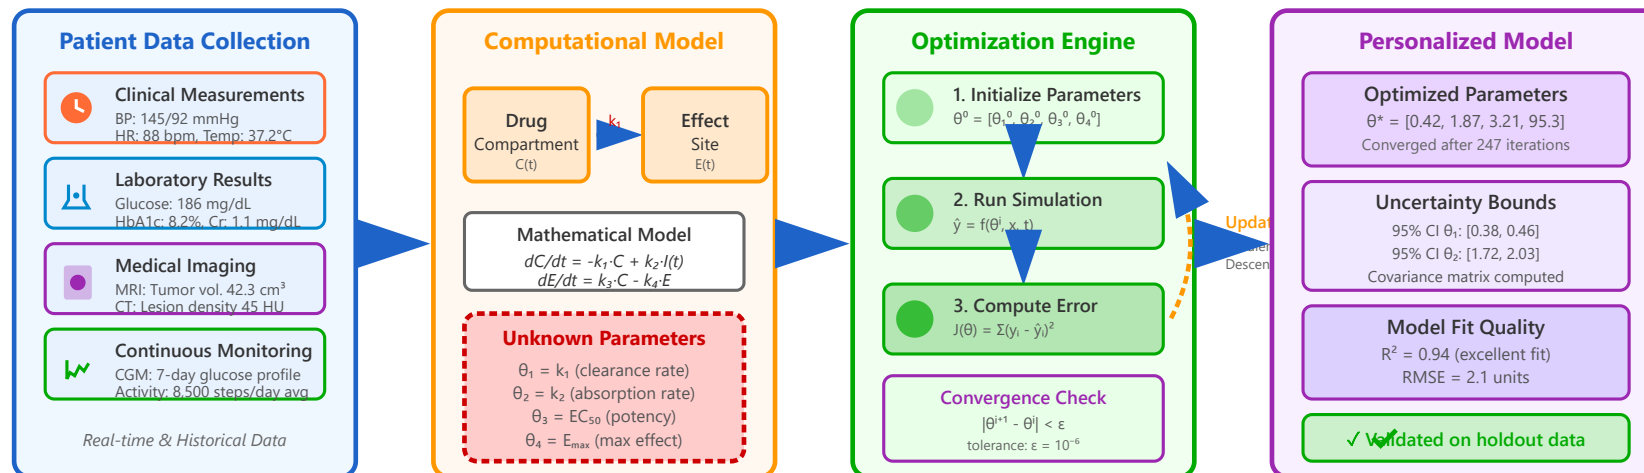 Patient Data Collection
Clinical Measurements
BP: 145/92 mmHg
HR: 88 bpm, Temp: 37.2°C
Laboratory Results
Glucose: 186 mg/dL
HbA1c: 8.2%, Cr: 1.1 mg/dL
Medical Imaging
MRI: Tumor vol. 42.3 cm³
CT: Lesion density 45 HU
Continuous Monitoring
CGM: 7-day glucose profile
Activity: 8,500 steps/day avg
Real-time & Historical Data
Computational Model
Drug
Compartment
C(t)
k₁
Effect
Site
E(t)
Mathematical Model
dC/dt = -k₁·C + k₂·I(t)
dE/dt = k₃·C - k₄·E
Unknown Parameters
θ₁ = k₁ (clearance rate)
θ₂ = k₂ (absorption rate)
θ₃ = EC₅₀ (potency)
θ₄ = Eₘₐₓ (max effect)
Optimization Engine
1. Initialize Parameters
θ⁰ = [θ₁⁰, θ₂⁰, θ₃⁰, θ₄⁰]
2. Run Simulation
ŷ = f(θⁱ, x, t)
3. Compute Error
J(θ) = Σ(yᵢ - ŷᵢ)²
Convergence Check
|θⁱ⁺¹ - θⁱ| < ε
tolerance: ε = 10⁻⁶
Descen
Personalized Model
Optimized Parameters
θ* = [0.42, 1.87, 3.21, 95.3]
Converged after 247 iterations
Uncertainty Bounds
95% CI θ₁: [0.38, 0.46]
95% CI θ₂: [1.72, 2.03]
Covariance matrix computed
Model Fit Quality
R² = 0.94 (excellent fit)
RMSE = 2.1 units
✓ Validated on holdout data